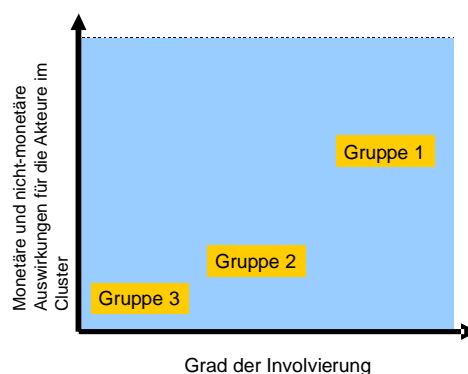 Monetäre und nicht-monetäre
Auswirkungen für die Akteure im
Cluster
Gruppe 1
Gruppe 2
Gruppe 3
Grad der Involvierung